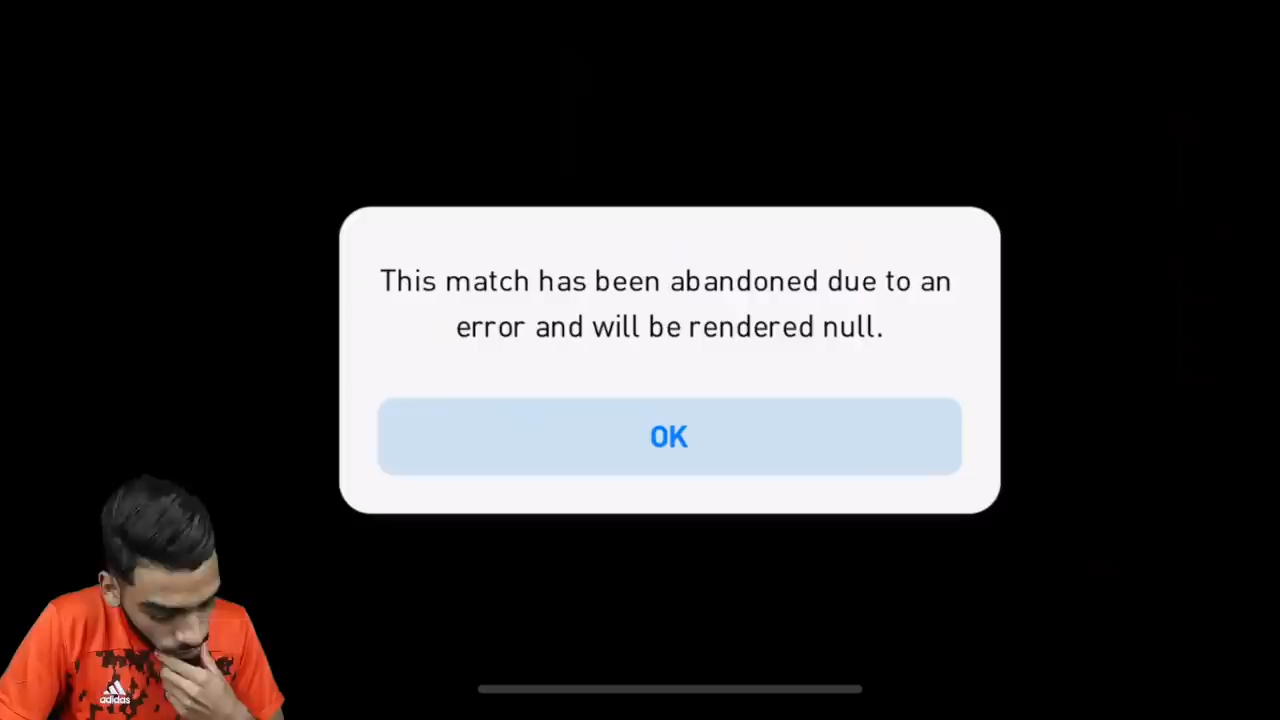 This match has been abandoned due to an
error and will be rendered null.
OK
adidas